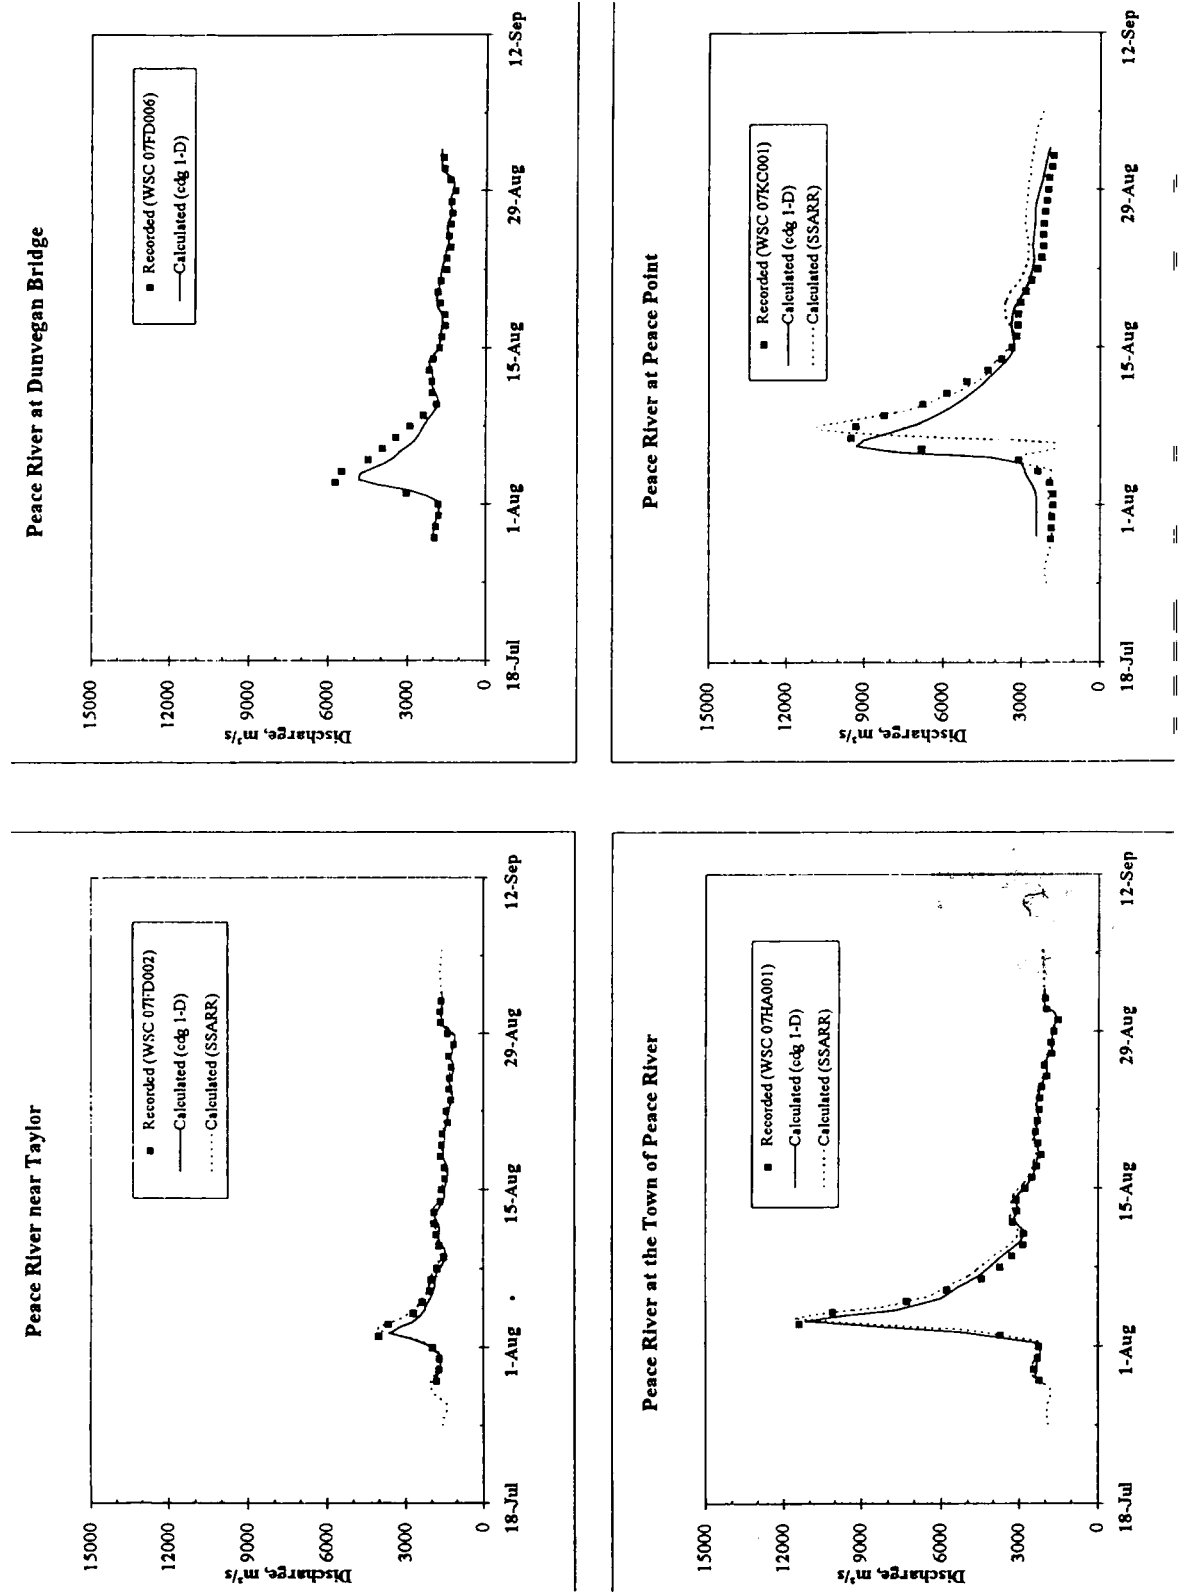 Peace River near Taylor
Discharge, m³/s
15000
12000
9000
6000
3000
0
18-Jul
1-Aug
15-Aug
29-Aug
12-Sep
Recorded (WSC 07FD002)
Calculated (cdg 1-D)
Calculated (SSARR)
Peace River at Dunvegan Bridge
Discharge, m³/s
15000
12000
9000
6000
3000
0
18-Jul
1-Aug
15-Aug
29-Aug
12-Sep
Recorded (WSC 07FD006)
Calculated (cdg 1-D)
Peace River at the Town of Peace River
Discharge, m³/s
15000
12000
9000
6000
3000
0
18-Jul
1-Aug
15-Aug
29-Aug
12-Sep
Recorded (WSC 07HA001)
Calculated (cdg 1-D)
Calculated (SSARR)
Peace River at Peace Point
Discharge, m³/s
15000
12000
9000
6000
3000
0
18-Jul
1-Aug
15-Aug
29-Aug
12-Sep
Recorded (WSC 07KC001)
Calculated (cdg 1-D)
Calculated (SSARR)